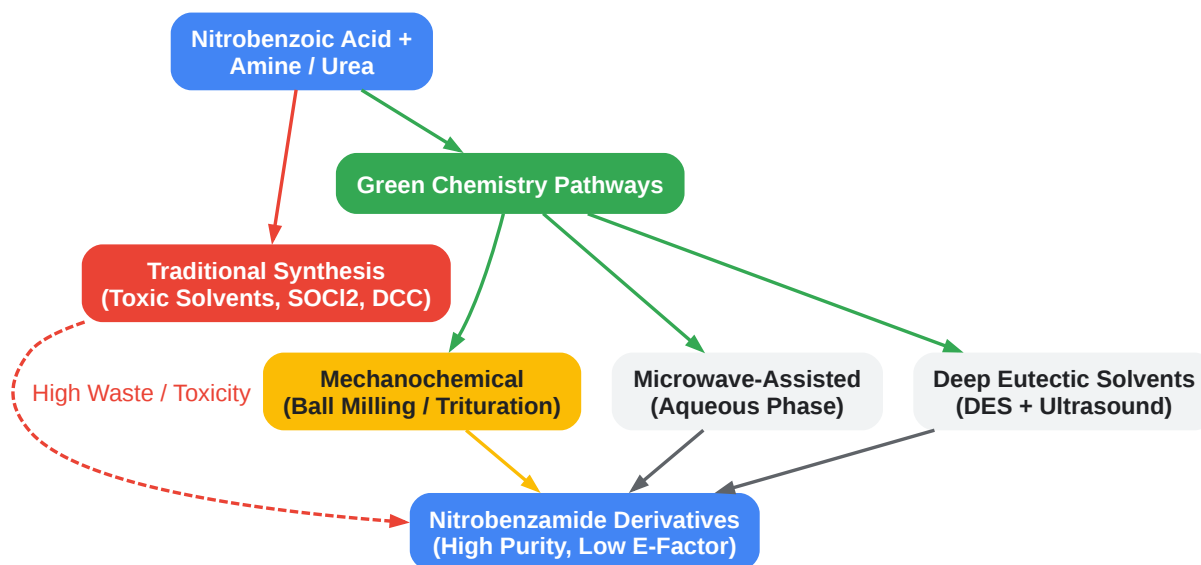 Nitrobenzoic Acid +
Amine / Urea
Green Chemistry Pathways
Traditional Synthesis
(Toxic Solvents, SOCl2, DCC)
High Waste / Toxicity
Mechanochemical
(Ball Milling / Trituration)
Microwave-Assisted
(Aqueous Phase)
Deep Eutectic Solvents
(DES + Ultrasound)
Nitrobenzamide Derivatives
(High Purity, Low E-Factor)